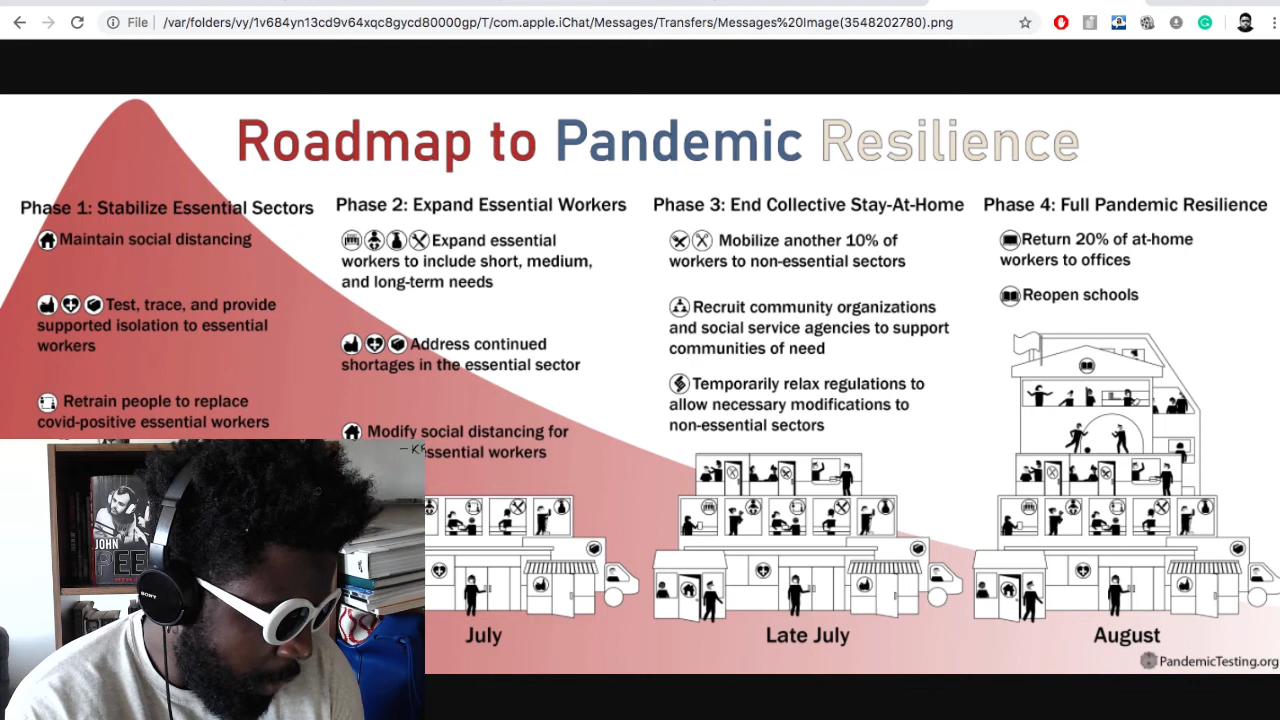 File
/var/folders/vy/1v684yn13cd9v64xqc8gycd80000gp/T/com.apple.iChat/Messages/Transfers/Messages%20Image(3548202780).png
Roadmap to Pandemic Resilience
Phase 1: Stabilize Essential Sectors
Maintain social distancing
Test, trace, and provide
supported isolation to essential
workers
Retrain people to replace
covid-positive essential workers
Phase 2: Expand Essential Workers
Expand essential
workers to include short, medium,
and long-term needs
Address continued
shortages in the essential sector
Modify social distancing for
essential workers
July
Phase 3: End Collective Stay-At-Home
Mobilize another 10% of
workers to non-essential sectors
Recruit community organizations
and social service agencies to support
communities of need
Temporarily relax regulations to
allow necessary modifications to
non-essential sectors
Late July
Phase 4: Full Pandemic Resilience
Return 20% of at-home
workers to offices
Reopen schools
August
PandemicTesting.org
JOHN
PEE
SONY